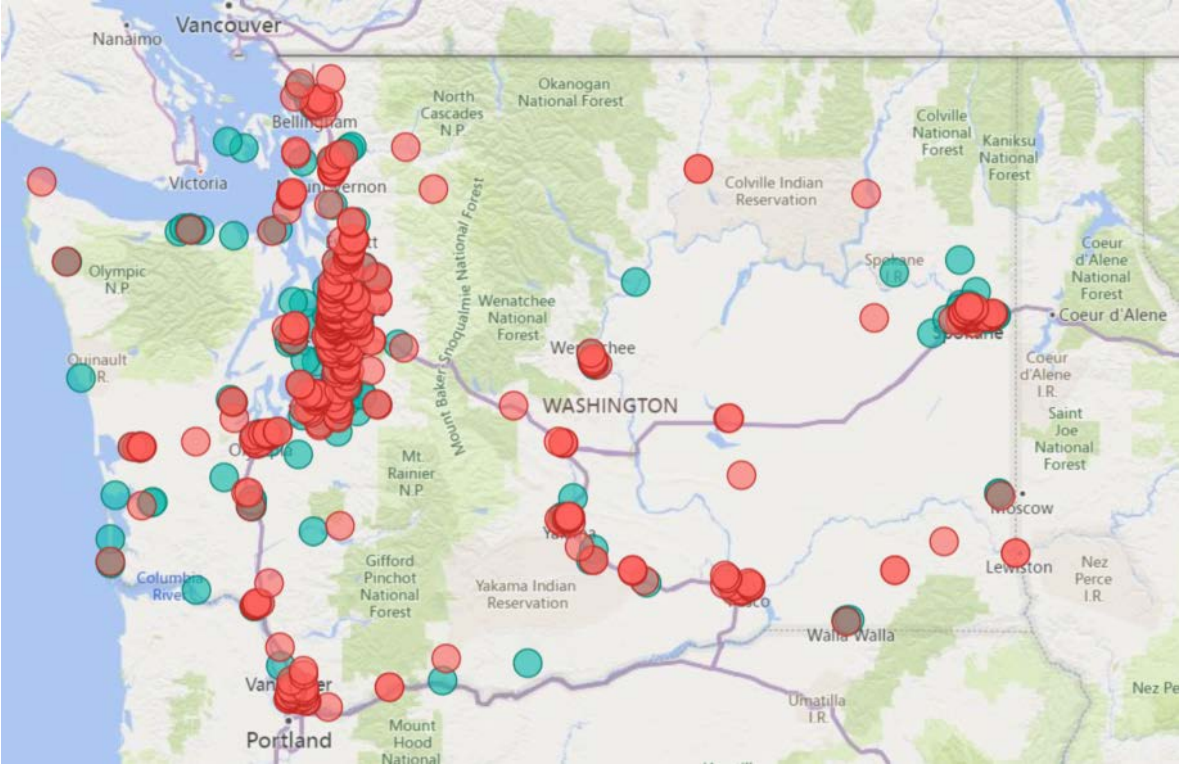 Vancouver
Nanaimo
Okanogan
National Forest
North
Cascades
N.P.
Bellingham
Colville
National
Forest
Kaniksu
National
Forest
Victoria
Vernon
Colville Indian
Reservation
Mount Baker-Snoqualmie National Forest
Olympic
N.P.
Spokane
I.R.
Coeur
d'Alene
National
Forest
Wenatchee
National
Forest
Coeur d'Alene
Spokane
Quinault
R.
Coeur
d'Alene
I.R.
WASHINGTON
Saint
Joe
National
Forest
Mt
Rainier
N.P.
Moscow
Gifford
Pinchot
National
Forest
Columbia
River
Yakama Indian
Reservation
Lewiston
Nez
Perce
I.R.
Walla Walla
Umatilla
I.R.
Nez Pe
Portland
Mount
Hood
National